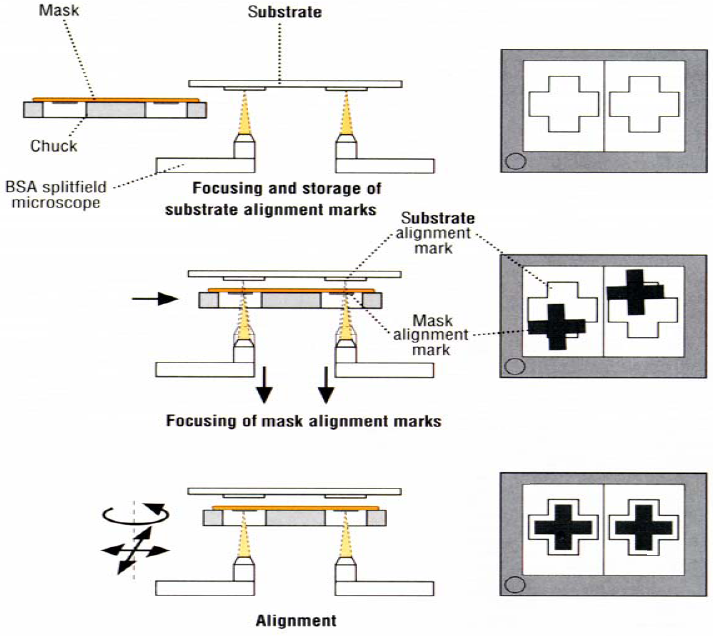 Mask
Substrate
Chuck
BSA splitfield
microscope
Focusing and storage of
substrate alignment marks
Substrate
alignment
mark
Mask
alignment
mark
Focusing of mask alignment marks
Alignment